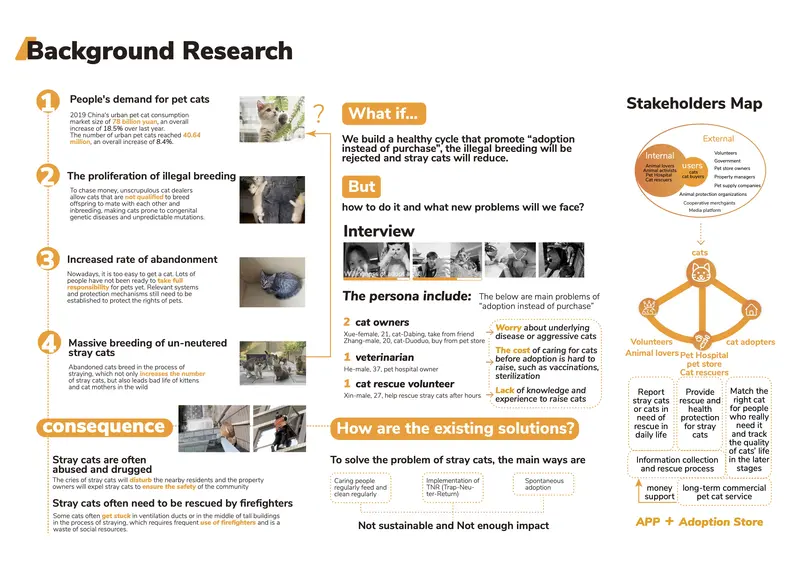 Background Research
1
People's demand for pet cats
2019 China's urban pet cat consumption
market size of 78 billion yuan, an overall
increase of 18.5% over last year.
The number of urban pet cats reached 40.64
million, an overall increase of 8.4%.
2
The proliferation of illegal breeding
To chase money, unscrupulous cat dealers
allow cats that are not qualified to breed
offspring to mate with each other and
inbreeding, making cats prone to congenital
genetic diseases and unpredictable mutations.
3
Increased rate of abandonment
Nowadays, it is too easy to get a cat. Lots of
people have not been ready to take full
responsibility for pets yet. Relevant systems
and protection mechanisms still need to be
established to protect the rights of pets.
4
Massive breeding of un-neutered
stray cats
Abandoned cats breed in the process of
straying, which not only increases the number
of stray cats, but also leads bad life of kittens
and cat mothers in the wild
consequence
Stray cats are often
abused and drugged
The cries of stray cats will disturb the nearby residents and the property
owners will expel stray cats to ensure the safety of the community
Stray cats often need to be rescued by firefighters
Some cats often get stuck in ventilation ducts or in the middle of tall buildings
in the process of straying, which requires frequent use of firefighters and is a
waste of social resources.
?
What if...
We build a healthy cycle that promote “adoption
instead of purchase”, the illegal breeding will be
rejected and stray cats will reduce.
But
how to do it and what new problems will we face?
Interview
The persona include:
The below are main problems of
“adoption instead of purchase”
2 cat owners
Xue-female, 21, cat-Dabing, take from friend
Zhang-male, 20, cat-Duoduo, buy from pet store
1 veterinarian
He-male, 37, pet hospital owner
1 cat rescue volunteer
Xin-male, 27, help rescue stray cats after hours
Worry about underlying
disease or aggressive cats
The cost of caring for cats
before adoption is hard to
raise, such as vaccinations,
sterilization
Lack of knowledge and
experience to raise cats
How are the existing solutions?
To solve the problem of stray cats, the main ways are
Caring people
regularly feed and
clean regularly
Implementation of
TNR (Trap-Neu-
ter-Return)
Spontaneous
adoption
Not sustainable and Not enough impact
Stakeholders Map
External
Internal
Animal lovers
Animal activists
Pet Hospital
Cat rescuers
users
cats
cat buyers
Volunteers
Government
Pet store owners
Property managers
Pet supply companies
Animal protection organizations
Cooperative merchants
Media platform
cats
Volunteers
Animal lovers
Pet Hospital
pet store
Cat rescuers
cat adopters
Report
stray cats
or cats in
need of
rescue in
daily life
Provide
rescue and
health
protection
for stray
cats
Match the
right cat
for people
who really
need it
and track
the quality
of cats' life
in the later
stages
Information collection
and rescue process
money
support
long-term commercial
pet cat service
APP + Adoption Store